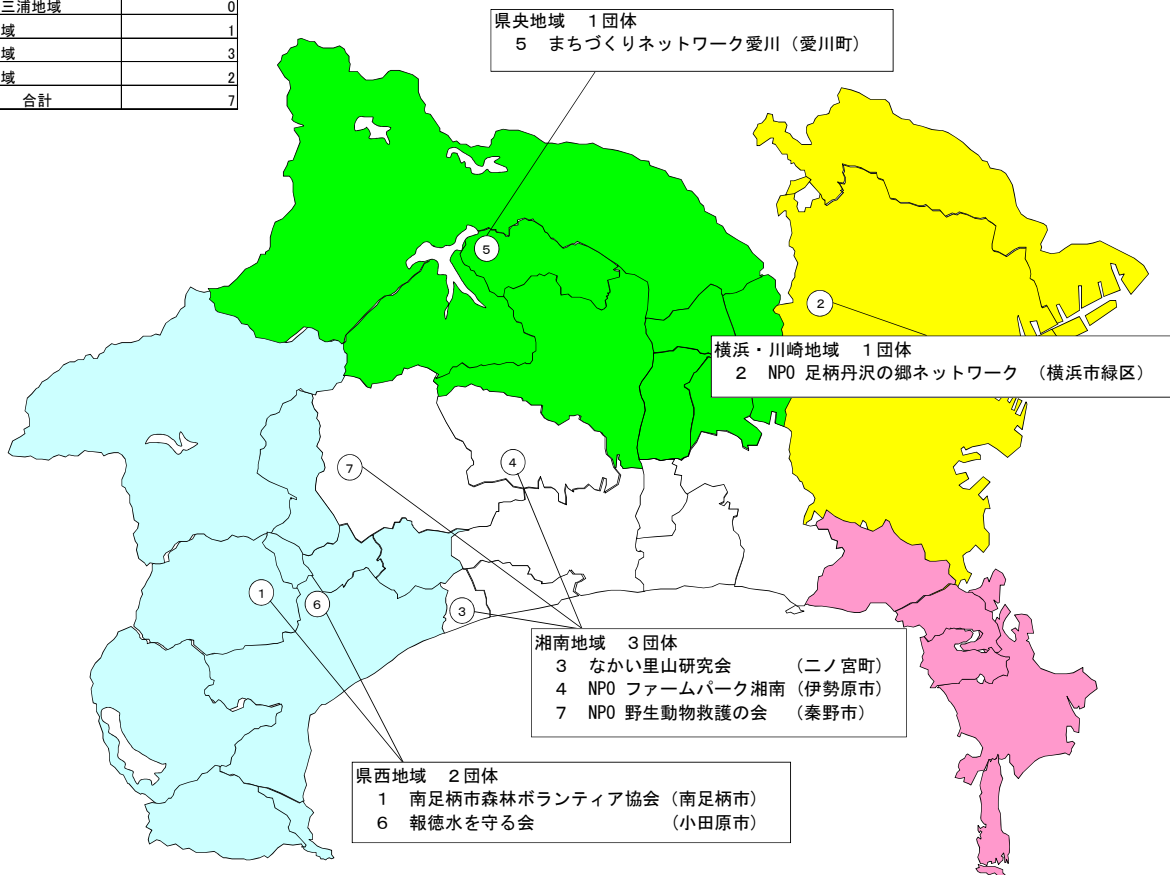 三浦地域 0
域 1
域 3
域 2
合計 7
県央地域 1団体
5 まちづくりネットワーク愛川（愛川町）
5
2
横浜・川崎地域 1団体
2 NPO 足柄丹沢の郷ネットワーク （横浜市緑区）
7
4
1
6
3
湘南地域 3団体
3 なかい里山研究会 （二ノ宮町）
4 NPO ファームパーク湘南（伊勢原市）
7 NPO 野生動物救護の会 （秦野市）
県西地域 2団体
1 南足柄市森林ボランティア協会（南足柄市）
6 報徳水を守る会 （小田原市）